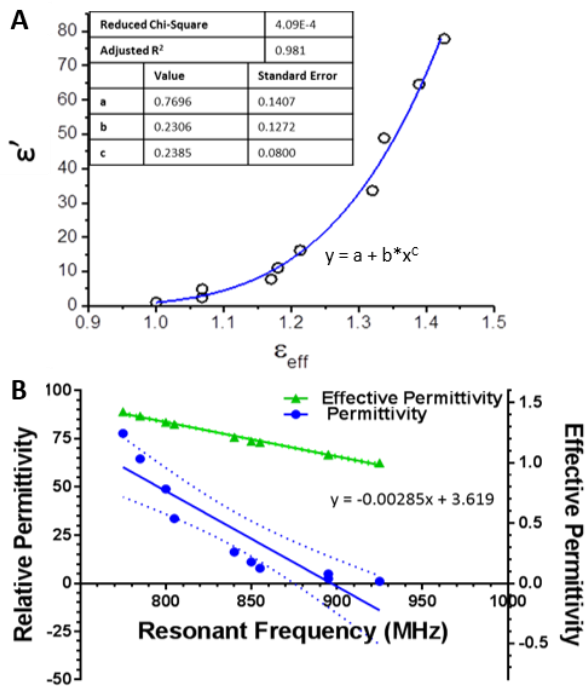 A
Reduced Chi-Square 4.09E-4
Adjusted R² 0.981
Value Standard Error
a 0.7696 0.1407
b 0.2306 0.1272
c 0.2385 0.0800
80
70
60
50
40
30
20
10
0
ε'
y = a + b*x^c
0.9 1.0 1.1 1.2 1.3 1.4 1.5
ε_eff
B
Effective Permittivity
Permittivity
y = -0.00285x + 3.619
100
75
50
25
0
-25
-50
Relative Permittivity
1.5
1.0
0.5
0.0
-0.5
Effective Permittivity
800 850 900 950 1000
Resonant Frequency (MHz)